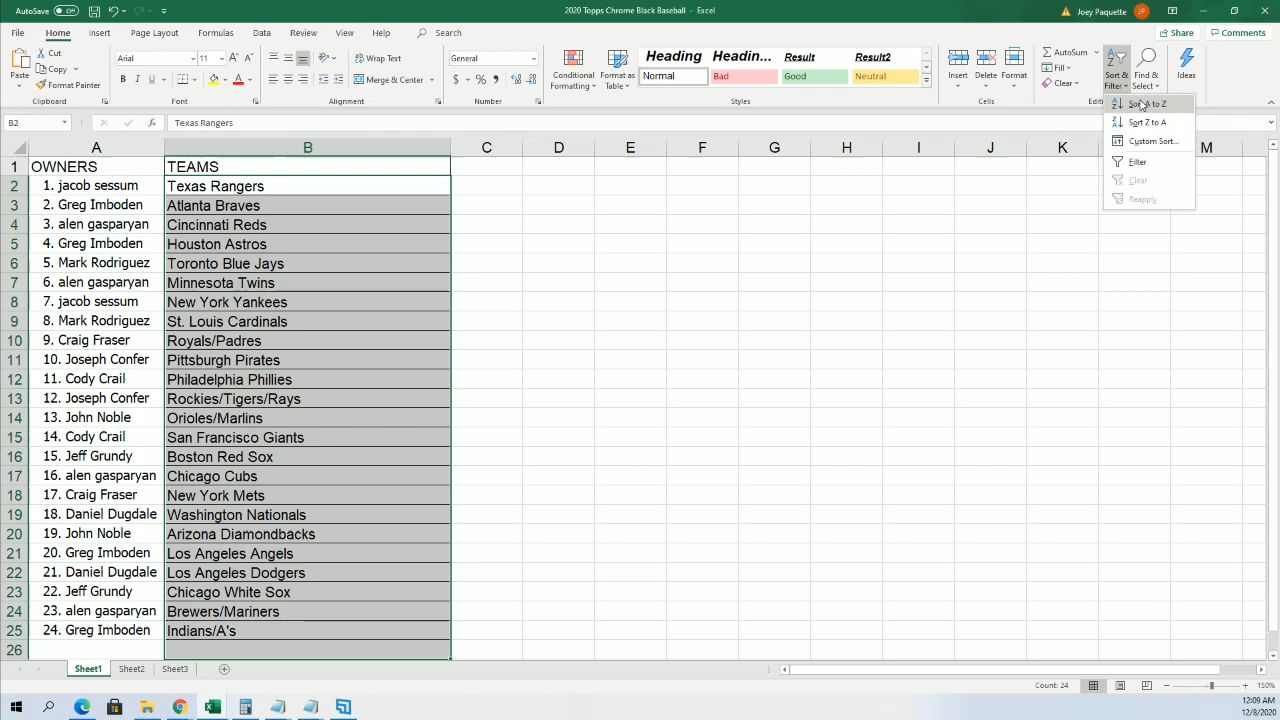 AutoSave Off 2020 Topps Chrome Black Baseball - Excel Joey Paquette JP
File Home Insert Page Layout Formulas Data Review View Help Search Share Comments
Paste Cut Copy Format Painter Clipboard
Arial 11 B I U A Font
Wrap Text Merge & Center Alignment
General $ % Number
Conditional Formatting Format as Table
Heading Headin... Result Result2
Normal Bad Good Neutral
Styles
Insert Delete Format Cells
AutoSum Fill Clear Sort & Filter Find & Select Ideas
Sort A to Z
Sort Z to A
Custom Sort...
Filter
Clear
Reapply
B2 fx Texas Rangers
A B C D E F G H I J K L M
1 OWNERS TEAMS
2 1. jacob sessum Texas Rangers
3 2. Greg Imboden Atlanta Braves
4 3. alen gasparyan Cincinnati Reds
5 4. Greg Imboden Houston Astros
6 5. Mark Rodriguez Toronto Blue Jays
7 6. alen gasparyan Minnesota Twins
8 7. jacob sessum New York Yankees
9 8. Mark Rodriguez St. Louis Cardinals
10 9. Craig Fraser Royals/Padres
11 10. Joseph Confer Pittsburgh Pirates
12 11. Cody Crail Philadelphia Phillies
13 12. Joseph Confer Rockies/Tigers/Rays
14 13. John Noble Orioles/Marlins
15 14. Cody Crail San Francisco Giants
16 15. Jeff Grundy Boston Red Sox
17 16. alen gasparyan Chicago Cubs
18 17. Craig Fraser New York Mets
19 18. Daniel Dugdale Washington Nationals
20 19. John Noble Arizona Diamondbacks
21 20. Greg Imboden Los Angeles Angels
22 21. Daniel Dugdale Los Angeles Dodgers
23 22. Jeff Grundy Chicago White Sox
24 23. alen gasparyan Brewers/Mariners
25 24. Greg Imboden Indians/A's
26
Sheet1 Sheet2 Sheet3
Count: 24 150%
12:09 AM
12/8/2020